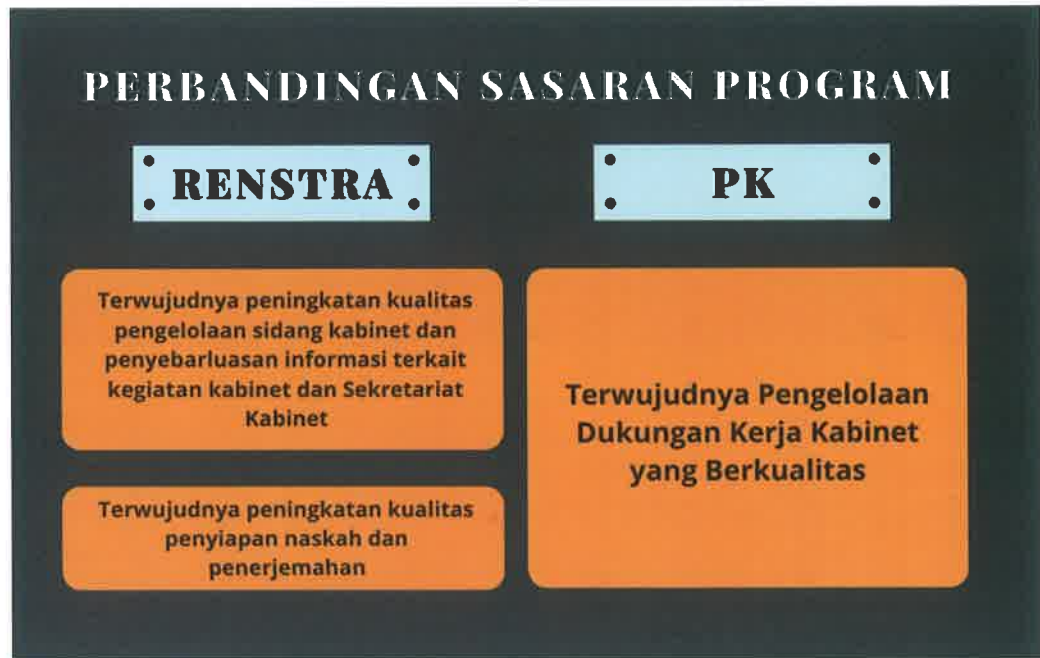 PERBANDINGAN SASARAN PROGRAM
RENSTRA
PK
Terwujudnya peningkatan kualitas
pengelolaan sidang kabinet dan
penyebarluasan informasi terkait
kegiatan kabinet dan Sekretariat
Kabinet
Terwujudnya peningkatan kualitas
penyiapan naskah dan
penerjemahan
Terwujudnya Pengelolaan
Dukungan Kerja Kabinet
yang Berkualitas